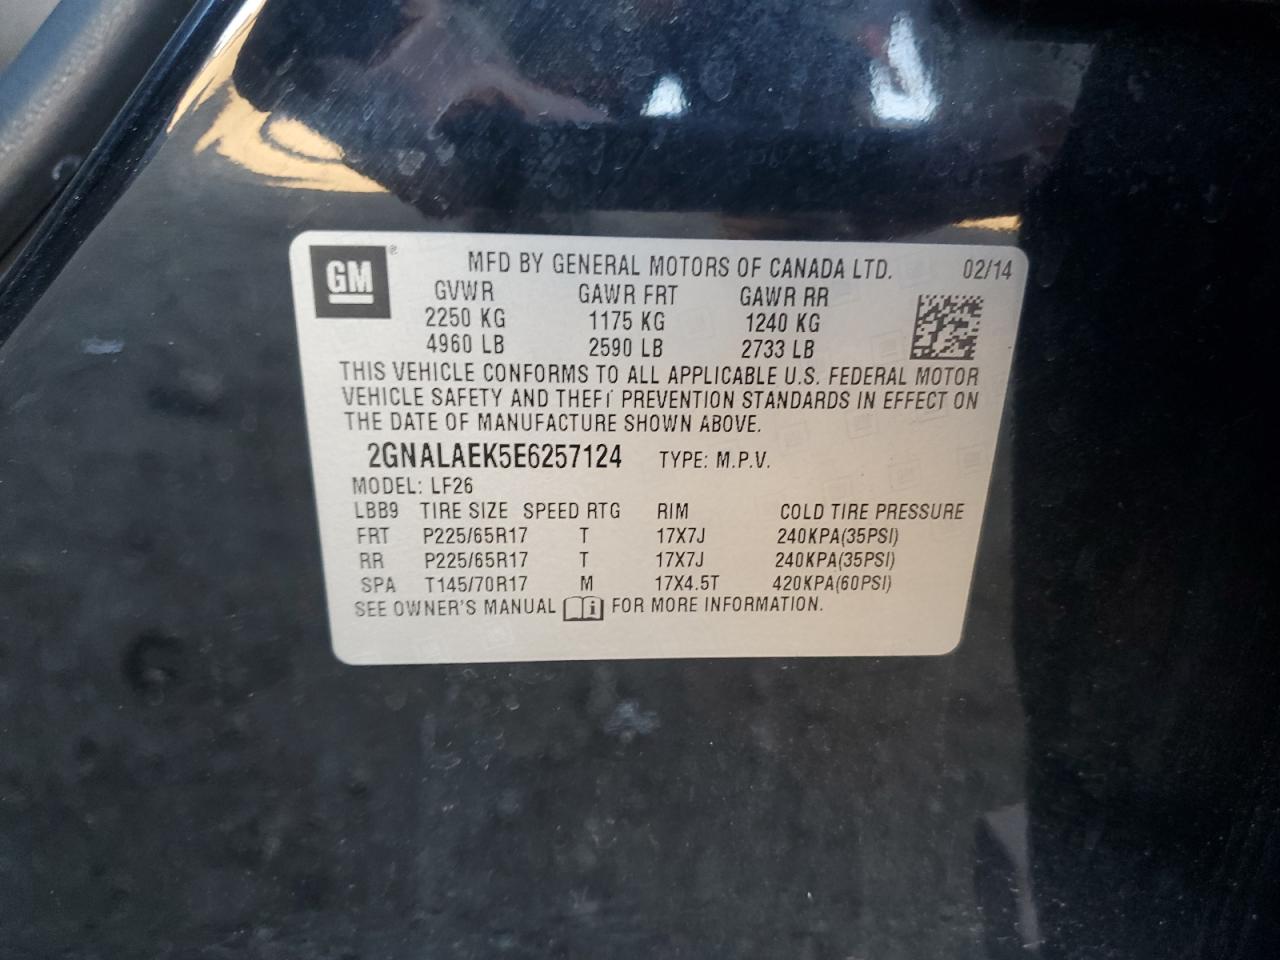 GM ®
MFD BY GENERAL MOTORS OF CANADA LTD. 02/14
GVWR GAWR FRT GAWR RR
2250 KG 1175 KG 1240 KG
4960 LB 2590 LB 2733 LB
THIS VEHICLE CONFORMS TO ALL APPLICABLE U.S. FEDERAL MOTOR
VEHICLE SAFETY AND THEFT PREVENTION STANDARDS IN EFFECT ON
THE DATE OF MANUFACTURE SHOWN ABOVE.
2GNALAEK5E6257124 TYPE: M.P.V.
MODEL: LF26
LBB9 TIRE SIZE SPEED RTG RIM COLD TIRE PRESSURE
FRT P225/65R17 T 17X7J 240KPA(35PSI)
RR P225/65R17 T 17X7J 240KPA(35PSI)
SPA T145/70R17 M 17X4.5T 420KPA(60PSI)
SEE OWNER'S MANUAL i FOR MORE INFORMATION.